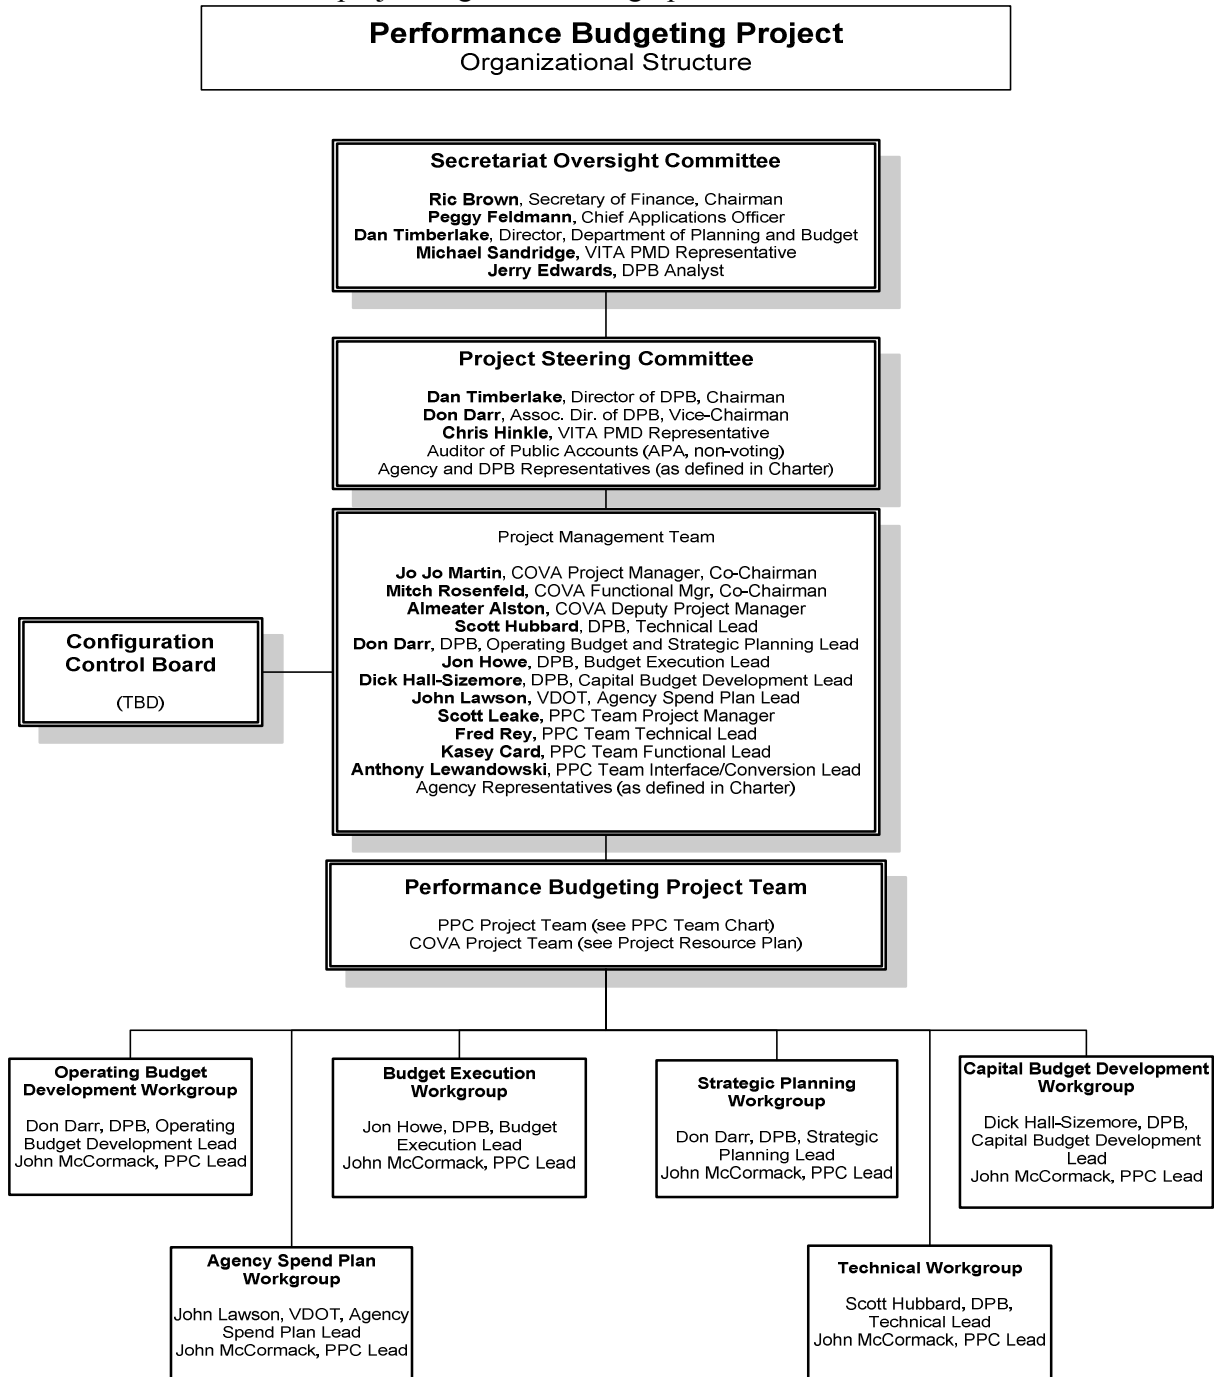 Performance Budgeting Project
Organizational Structure
Secretariat Oversight Committee
Ric Brown, Secretary of Finance, Chairman
Peggy Feldmann, Chief Applications Officer
Dan Timberlake, Director, Department of Planning and Budget
Michael Sandridge, VITA PMD Representative
Jerry Edwards, DPB Analyst
Project Steering Committee
Dan Timberlake, Director of DPB, Chairman
Don Darr, Assoc. Dir. of DPB, Vice-Chairman
Chris Hinkle, VITA PMD Representative
Auditor of Public Accounts (APA, non-voting)
Agency and DPB Representatives (as defined in Charter)
Project Management Team
Jo Jo Martin, COVA Project Manager, Co-Chairman
Mitch Rosenfeld, COVA Functional Mgr, Co-Chairman
Almeater Alston, COVA Deputy Project Manager
Scott Hubbard, DPB, Technical Lead
Don Darr, DPB, Operating Budget and Strategic Planning Lead
Jon Howe, DPB, Budget Execution Lead
Dick Hall-Sizemore, DPB, Capital Budget Development Lead
John Lawson, VDOT, Agency Spend Plan Lead
Scott Leake, PPC Team Project Manager
Fred Rey, PPC Team Technical Lead
Kasey Card, PPC Team Functional Lead
Anthony Lewandowski, PPC Team Interface/Conversion Lead
Agency Representatives (as defined in Charter)
Configuration
Control Board
(TBD)
Performance Budgeting Project Team
PPC Project Team (see PPC Team Chart)
COVA Project Team (see Project Resource Plan)
Operating Budget
Development Workgroup
Don Darr, DPB, Operating
Budget Development Lead
John McCormack, PPC Lead
Budget Execution
Workgroup
Jon Howe, DPB, Budget
Execution Lead
John McCormack, PPC Lead
Strategic Planning
Workgroup
Don Darr, DPB, Strategic
Planning Lead
John McCormack, PPC Lead
Capital Budget Development
Workgroup
Dick Hall-Sizemore, DPB,
Capital Budget Development
Lead
John McCormack, PPC Lead
Agency Spend Plan
Workgroup
John Lawson, VDOT, Agency
Spend Plan Lead
John McCormack, PPC Lead
Technical Workgroup
Scott Hubbard, DPB,
Technical Lead
John McCormack, PPC Lead